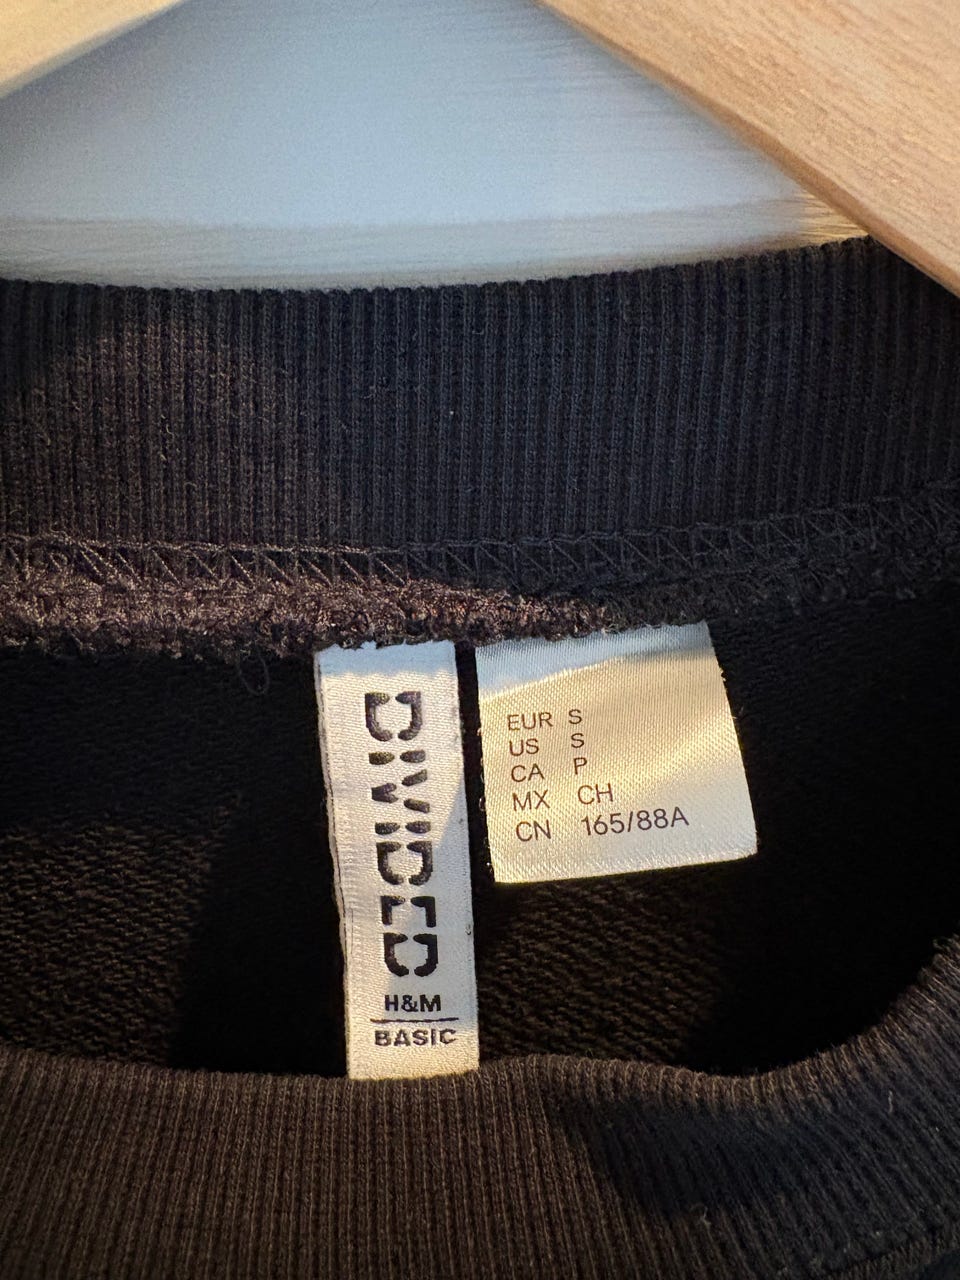 DIVIDED
H&M
BASIC
EUR S
US S
CA P
MX CH
CN 165/88A